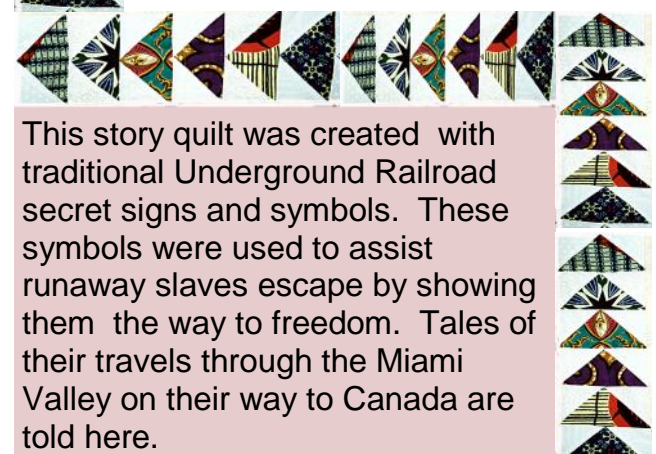 This story quilt was created  with
traditional Underground Railroad
secret signs and symbols.  These
symbols were used to assist
runaway slaves escape by showing
them  the way to freedom.  Tales of
their travels through the Miami
Valley on their way to Canada are
told here.